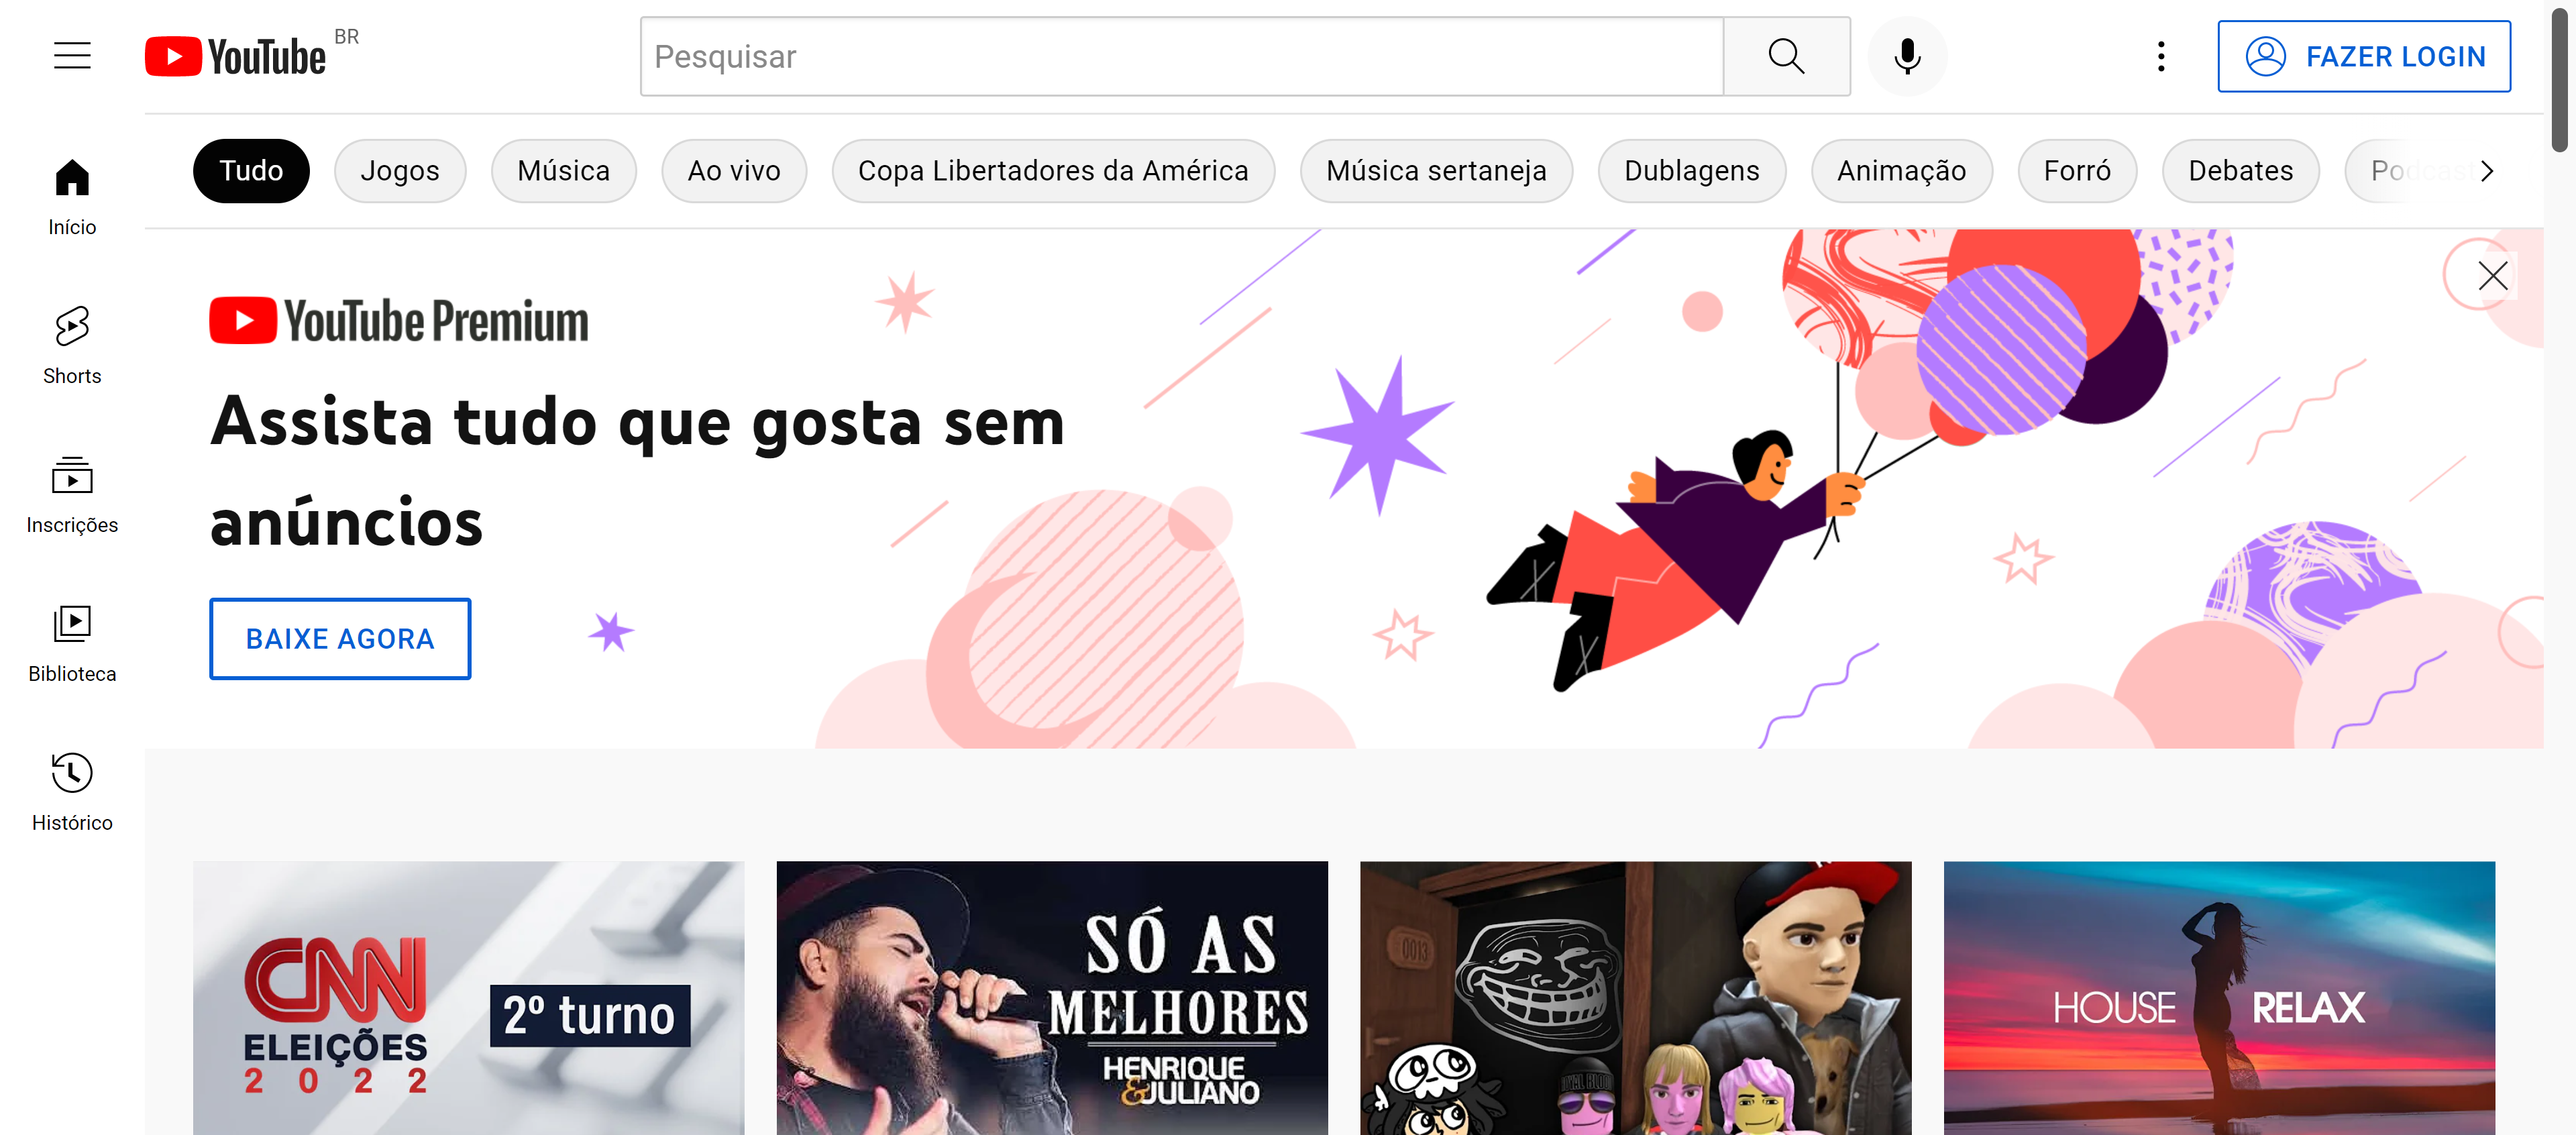 YouTube BR
Pesquisar
FAZER LOGIN
Tudo
Jogos
Música
Ao vivo
Copa Libertadores da América
Música sertaneja
Dublagens
Animação
Forró
Debates
Podcast
Início
Shorts
Inscrições
Biblioteca
Histórico
YouTube Premium
Assista tudo que gosta sem
anúncios
BAIXE AGORA
CNN
ELEIÇÕES
2022
2º turno
SÓ AS
MELHORES
HENRIQUE
&JULIANO
0013
HOUSE RELAX